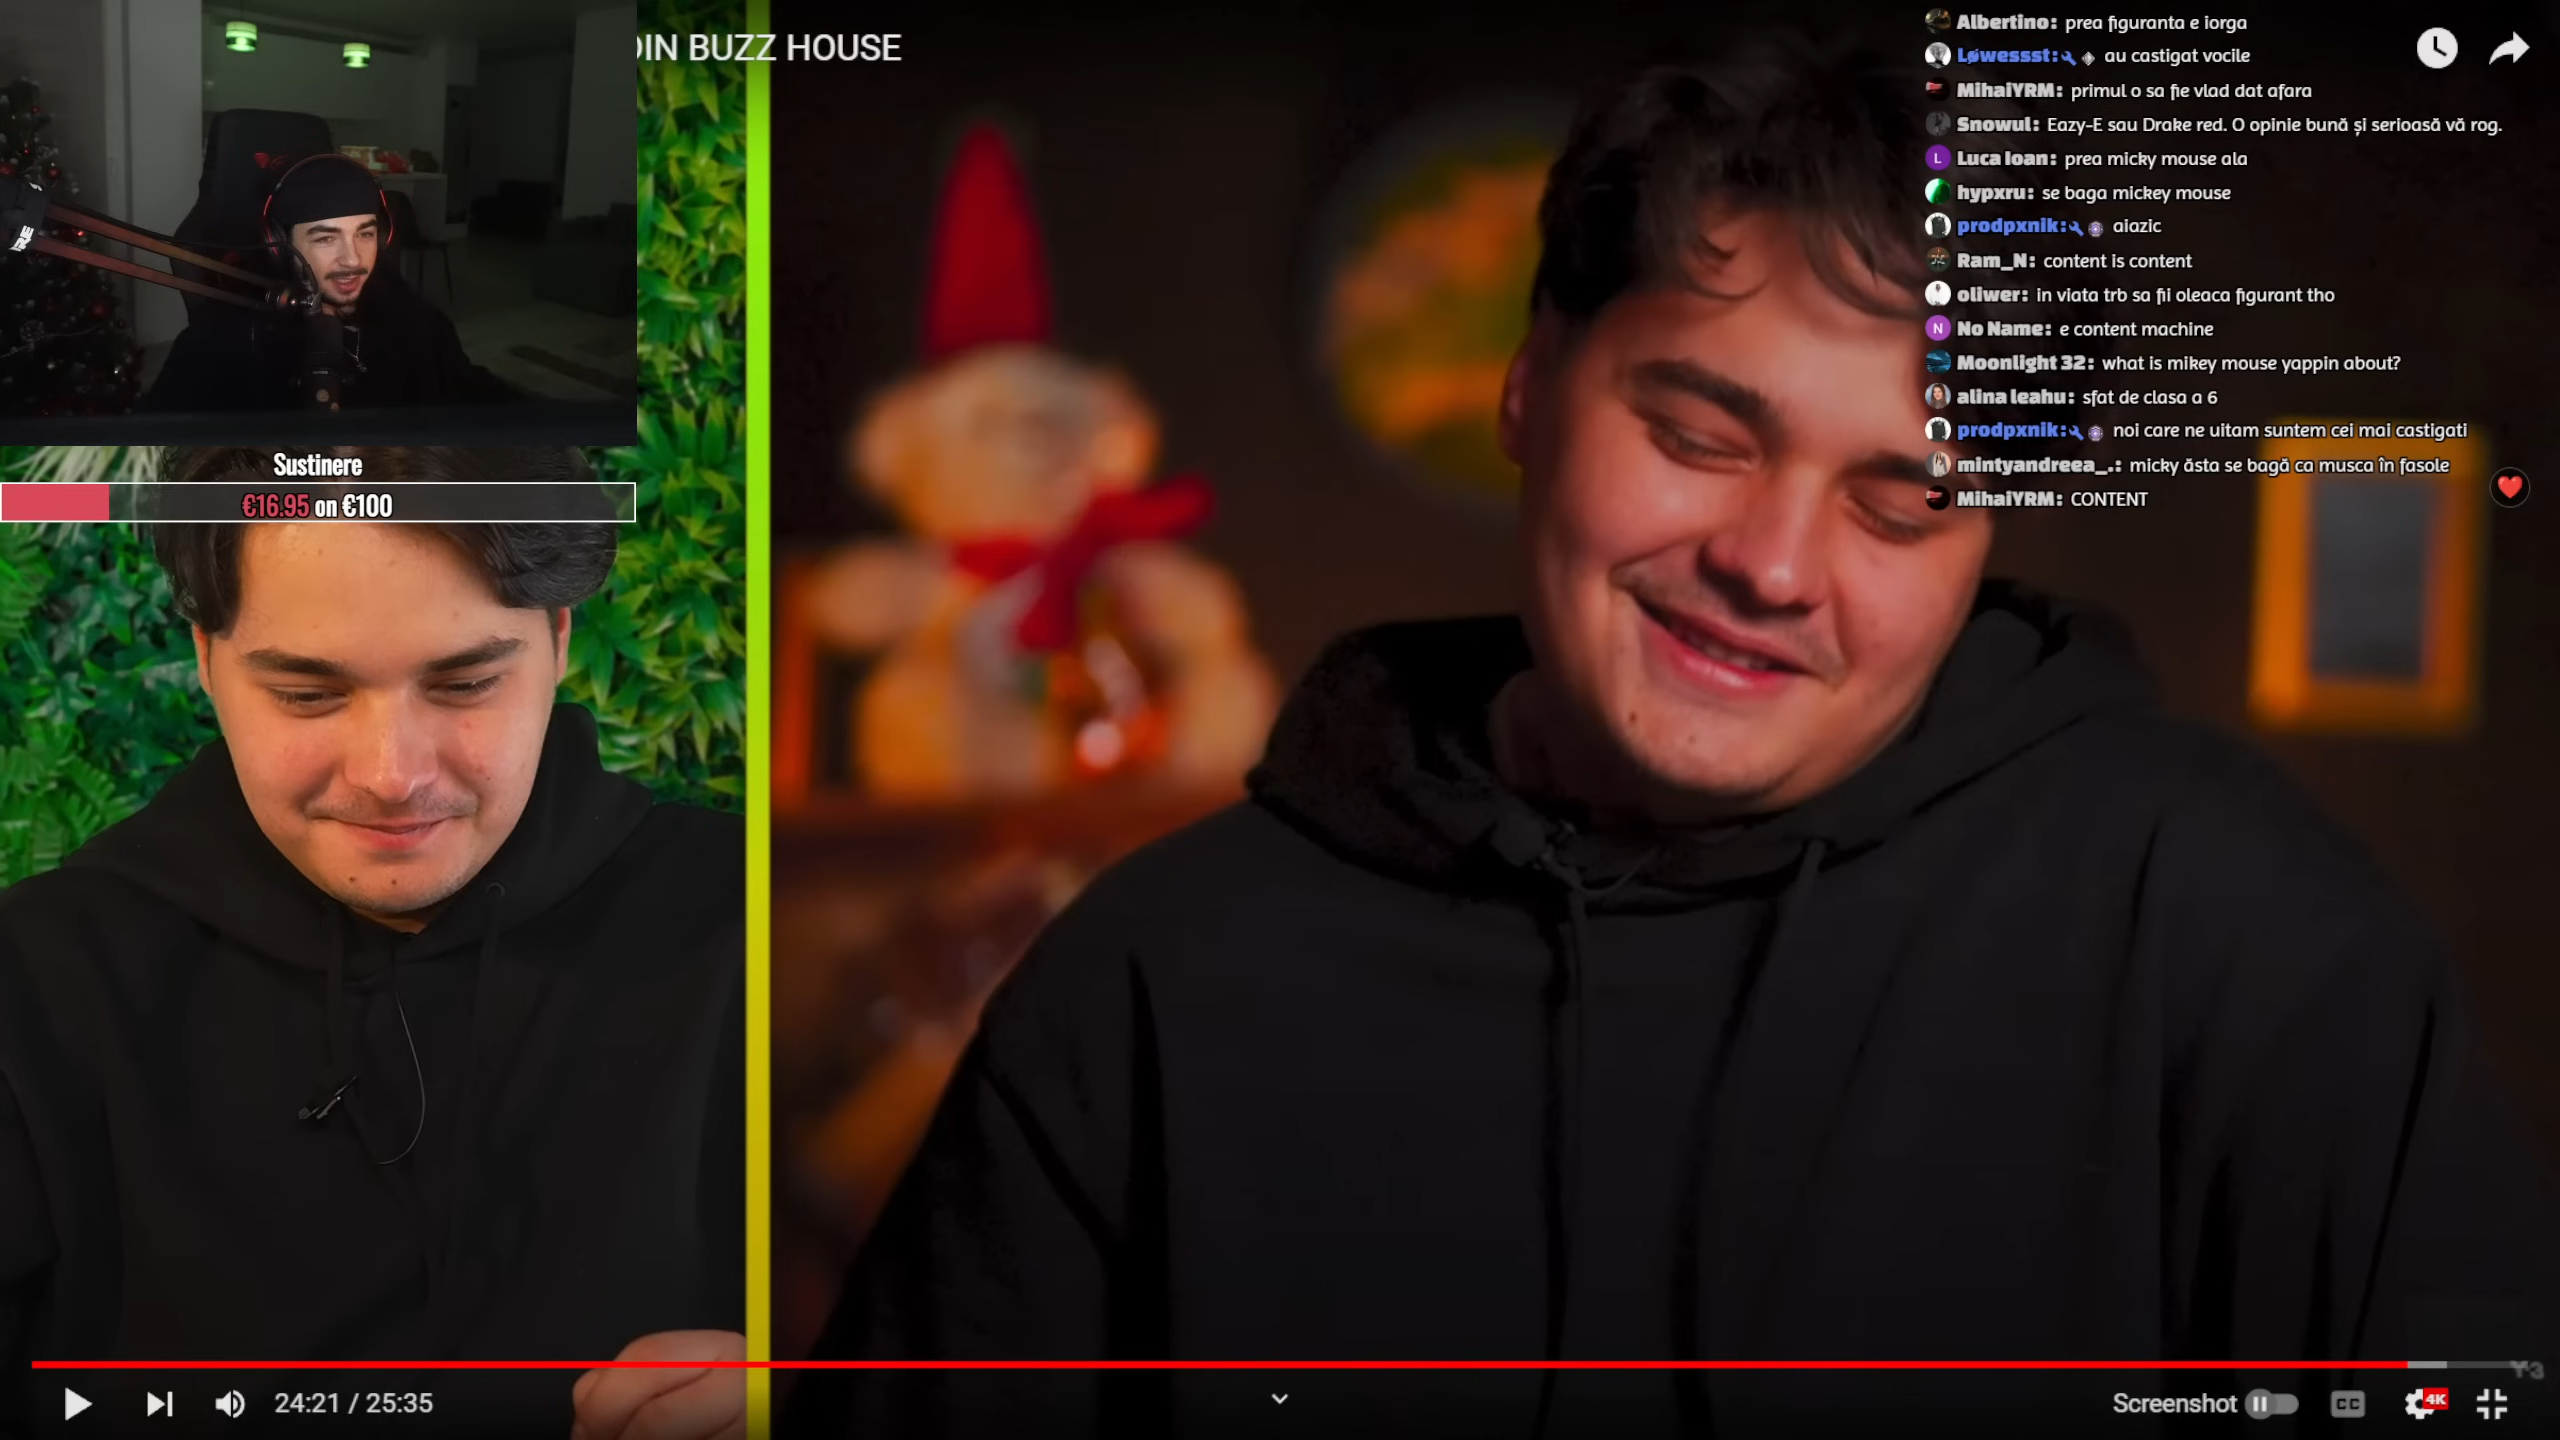 OIN BUZZ HOUSE
Albertino: prea figuranta e iorga
Løwessst: au castigat vocile
MihaiYRM: primul o sa fie vlad dat afara
Snowul: Eazy-E sau Drake red. O opinie bună și serioasă vă rog.
L Luca Ioan: prea micky mouse ala
hypxru: se baga mickey mouse
prodpxnik: aiazic
Ram_N: content is content
oliwer: in viata trb sa fii oleaca figurant tho
N No Name: e content machine
Moonlight 32: what is mikey mouse yappin about?
alina leahu: sfat de clasa a 6
prodpxnik: noi care ne uitam suntem cei mai castigati
mintyandreea_.: micky ăsta se bagă ca musca în fasole
MihaiYRM: CONTENT
Sustinere
€16.95 on €100
24:21 / 25:35
Screenshot
CC
4K